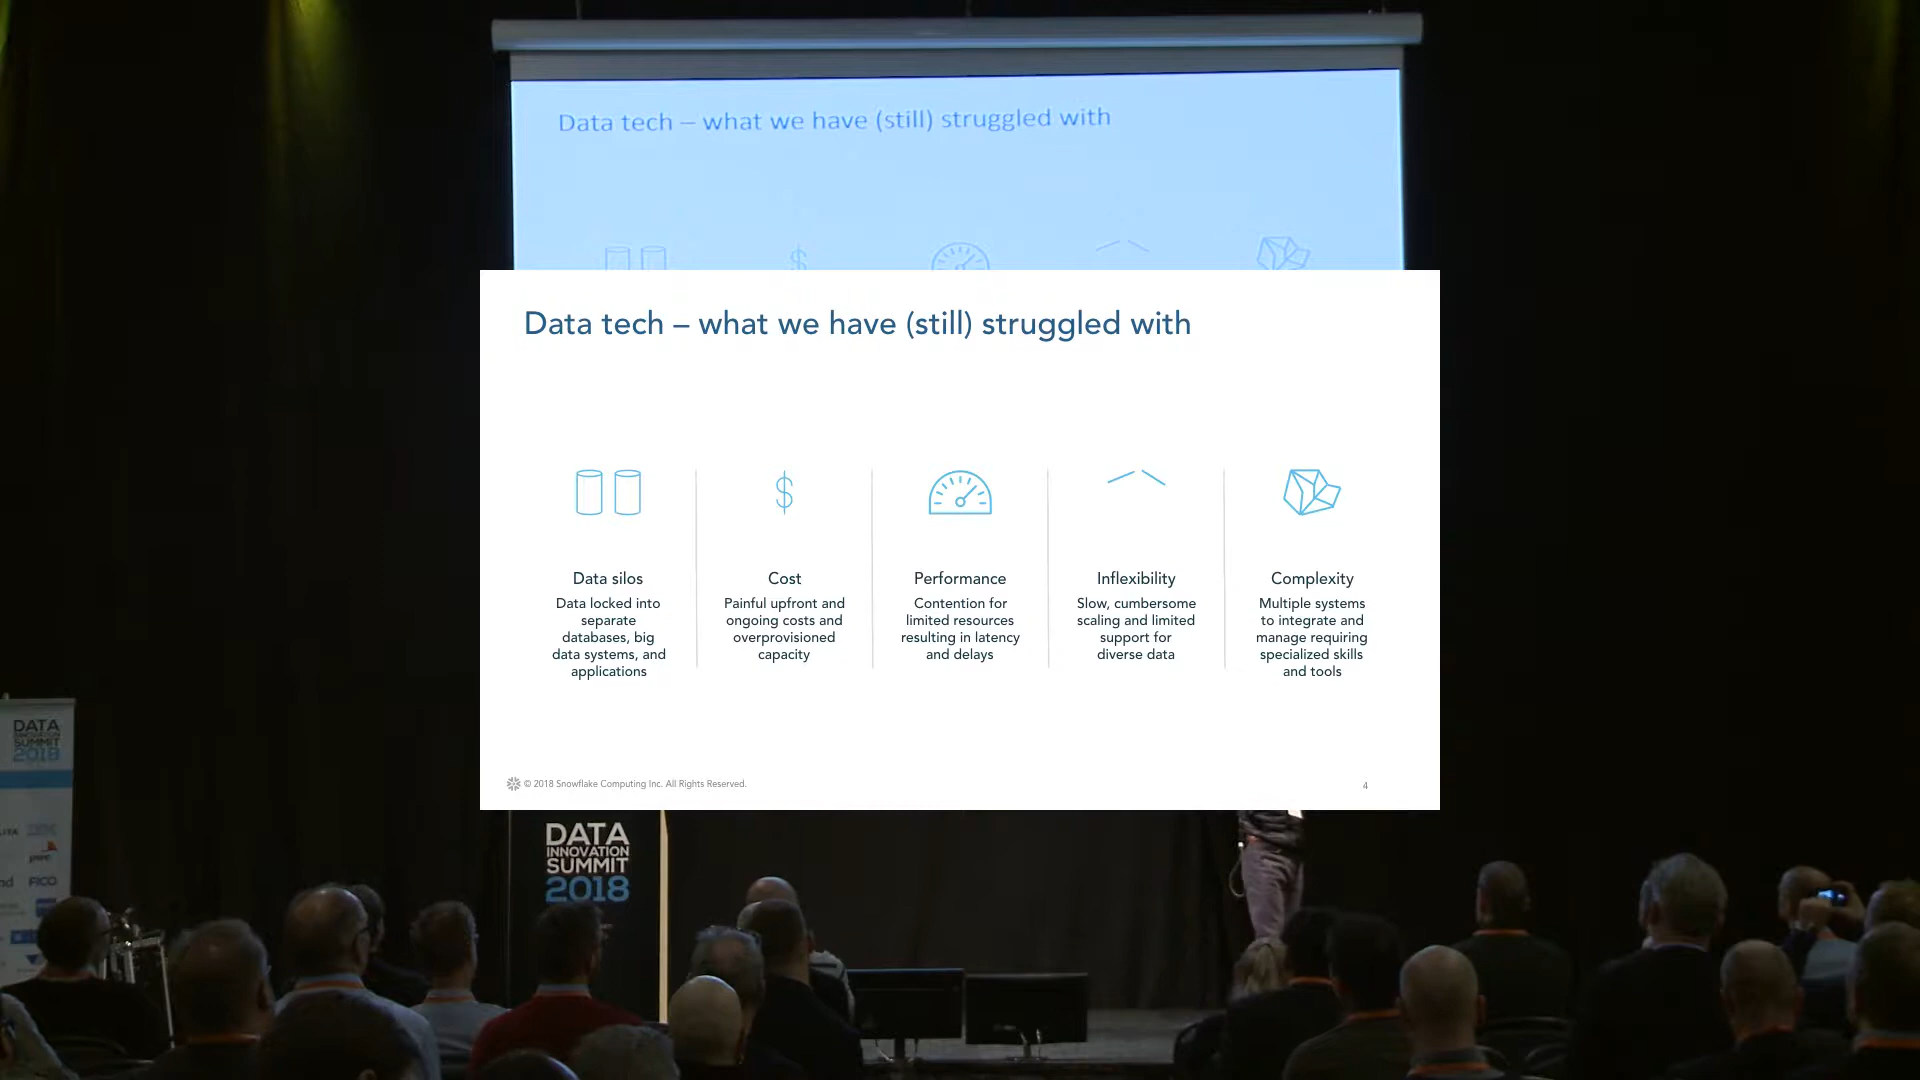 Data tech – what we have (still) struggled with
$
Data tech – what we have (still) struggled with
$
Data silos
Data locked into
separate
databases, big
data systems, and
applications
Cost
Painful upfront and
ongoing costs and
overprovisioned
capacity
Performance
Contention for
limited resources
resulting in latency
and delays
Inflexibility
Slow, cumbersome
scaling and limited
support for
diverse data
Complexity
Multiple systems
to integrate and
manage requiring
specialized skills
and tools
© 2018 Snowflake Computing Inc. All Rights Reserved.
4
DATA
INNOVATION
SUMMIT
2018
IBM
pwc
FICO
DATA
INNOVATION
SUMMIT
2018